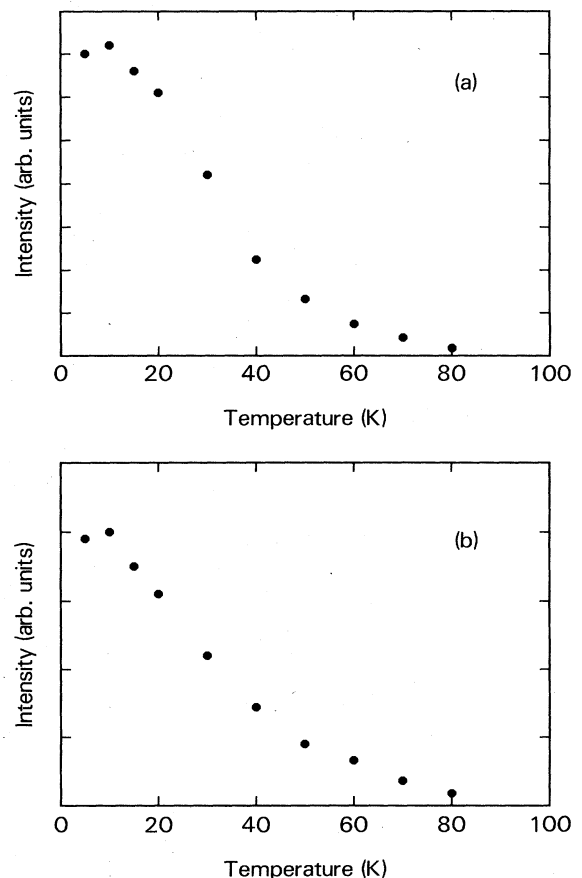 (a)
Intensity (arb. units)
0 20 40 60 80 100
Temperature (K)
(b)
Intensity (arb. units)
0 20 40 60 80 100
Temperature (K)